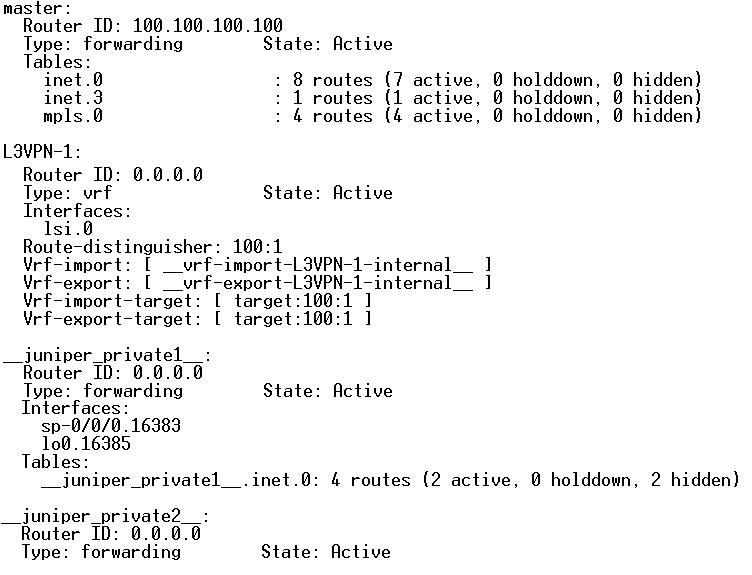 master:
  Router ID: 100.100.100.100
  Type: forwarding        State: Active
  Tables:
    inet.0                 : 8 routes (7 active, 0 holddown, 0 hidden)
    inet.3                 : 1 routes (1 active, 0 holddown, 0 hidden)
    mpls.0                 : 4 routes (4 active, 0 holddown, 0 hidden)

L3VPN-1:
  Router ID: 0.0.0.0
  Type: vrf               State: Active
  Interfaces:
    lsi.0
  Route-distinguisher: 100:1
  Vrf-import: [ __vrf-import-L3VPN-1-internal__ ]
  Vrf-export: [ __vrf-export-L3VPN-1-internal__ ]
  Vrf-import-target: [ target:100:1 ]
  Vrf-export-target: [ target:100:1 ]

__juniper_private1__:
  Router ID: 0.0.0.0
  Type: forwarding        State: Active
  Interfaces:
    sp-0/0/0.16383
    lo0.16385
  Tables:
    __juniper_private1__.inet.0: 4 routes (2 active, 0 holddown, 2 hidden)

__juniper_private2__:
  Router ID: 0.0.0.0
  Type: forwarding        State: Active